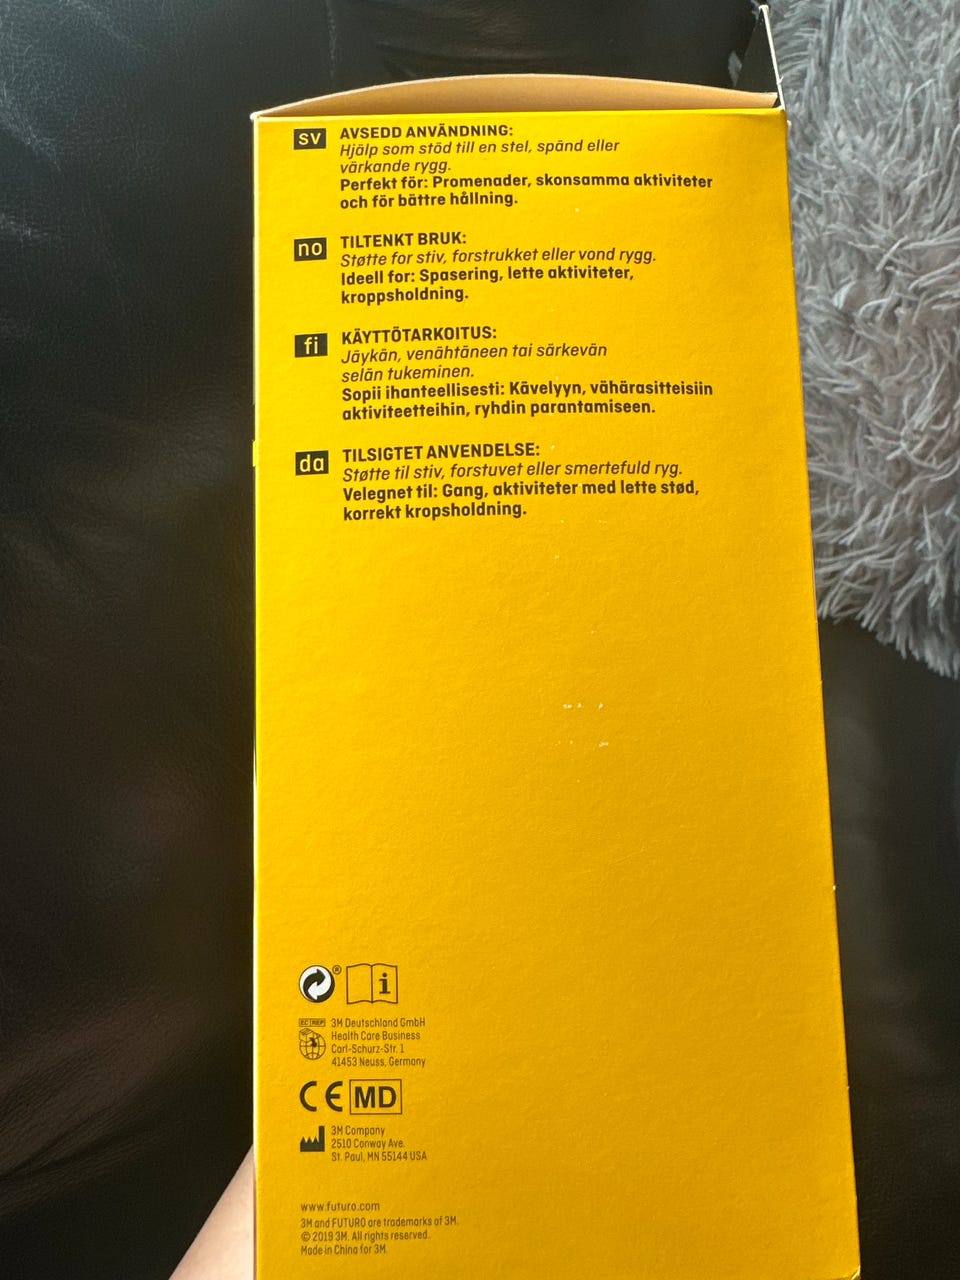 sv AVSEDD ANVÄNDNING:
Hjälp som stöd till en stel, spänd eller
värkande rygg.
Perfekt för: Promenader, skonsamma aktiviteter
och för bättre hållning.
no TILTENKT BRUK:
Støtte for stiv, forstrukket eller vond rygg.
Ideell for: Spasering, lette aktiviteter,
kroppsholdning.
fi KÄYTTÖTARKOITUS:
Jäykän, venähtäneen tai särkevän
selän tukeminen.
Sopii ihanteellisesti: Kävelyyn, vähärasitteisiin
aktiviteetteihin, ryhdin parantamiseen.
da TILSIGTET ANVENDELSE:
Støtte til stiv, forstuvet eller smertefuld ryg.
Velegnet til: Gang, aktiviteter med lette stød,
korrekt kropsholdning.
® i
EC REP 3M Deutschland GmbH
Health Care Business
Carl-Schurz-Str. 1
41453 Neuss, Germany
CE MD
3M Company
2510 Conway Ave.
St. Paul, MN 55144 USA
www.futuro.com
3M and FUTURO are trademarks of 3M.
© 2019 3M. All rights reserved.
Made in China for 3M.